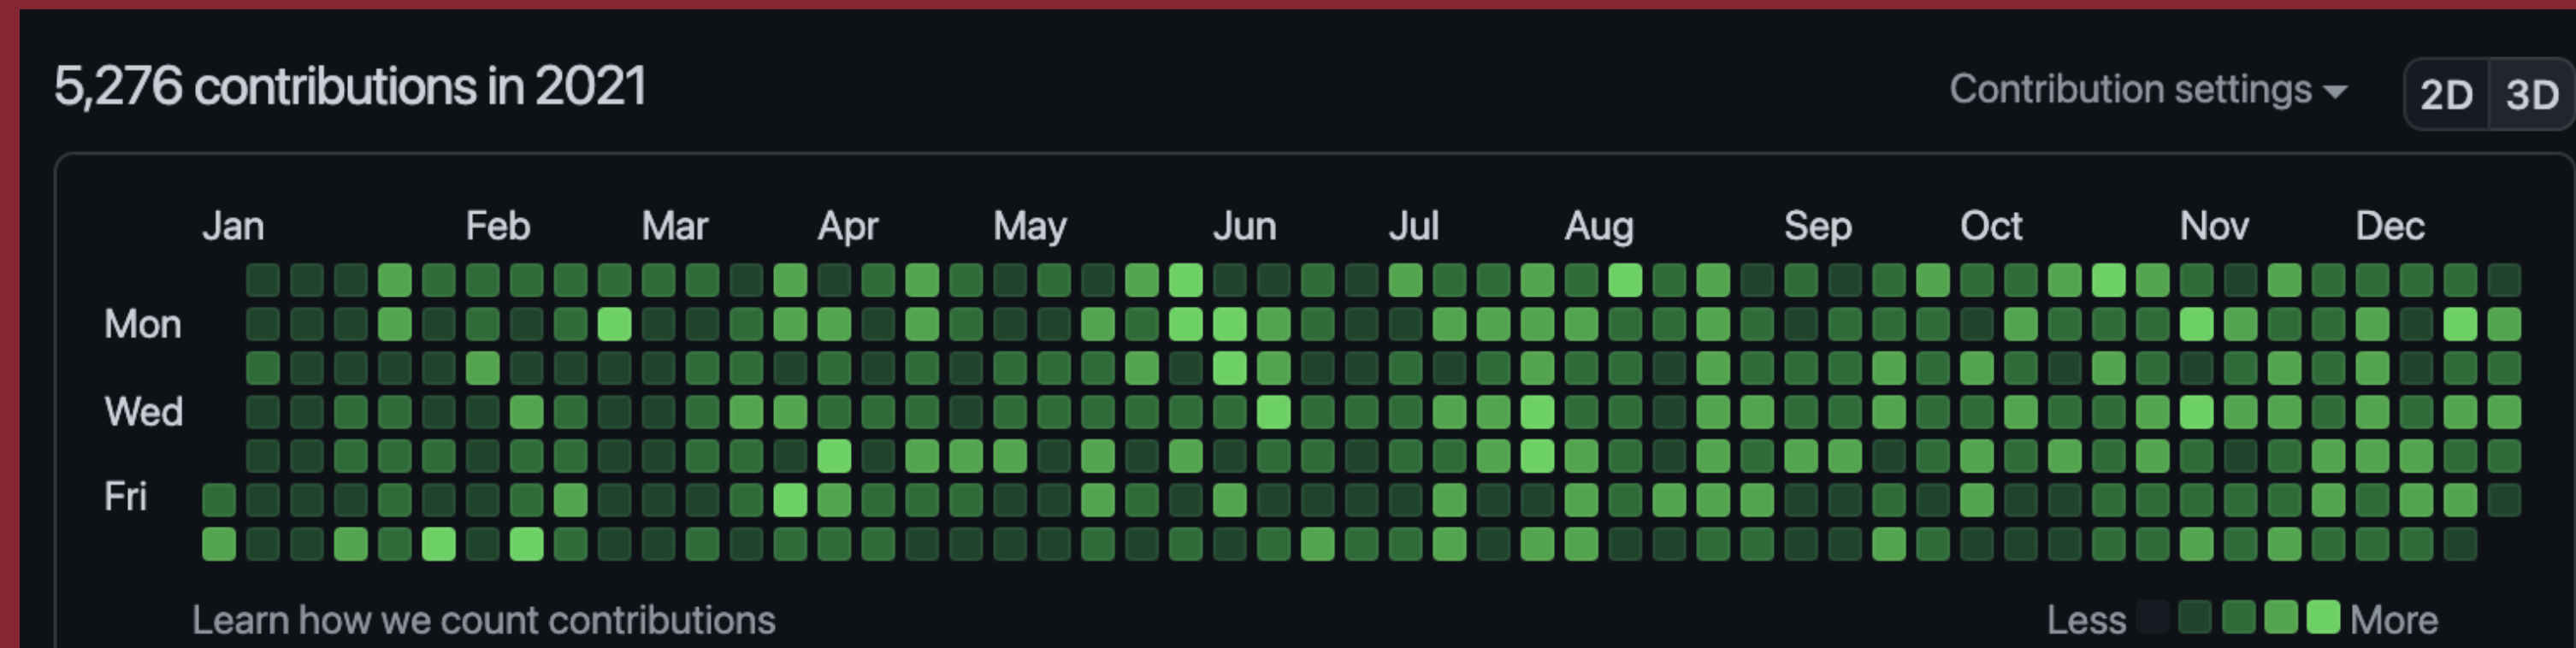 5,276 contributions in 2021
Contribution settings
2D 3D
Jan Feb Mar Apr May Jun Jul Aug Sep Oct Nov Dec
Mon
Wed
Fri
Learn how we count contributions
Less More